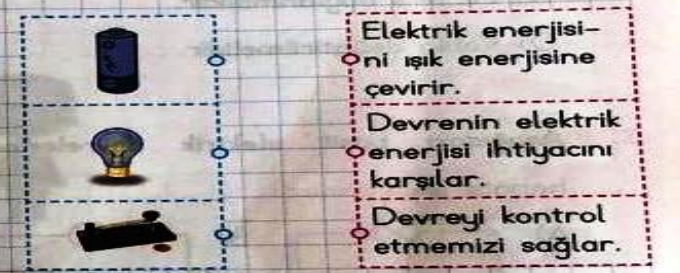 Elektrik enerjisi-
ni ışık enerjisine
çevirir.
Devrenin elektrik
enerjisi ihtiyacını
karşılar.
Devreyi kontrol
etmemizi sağlar.